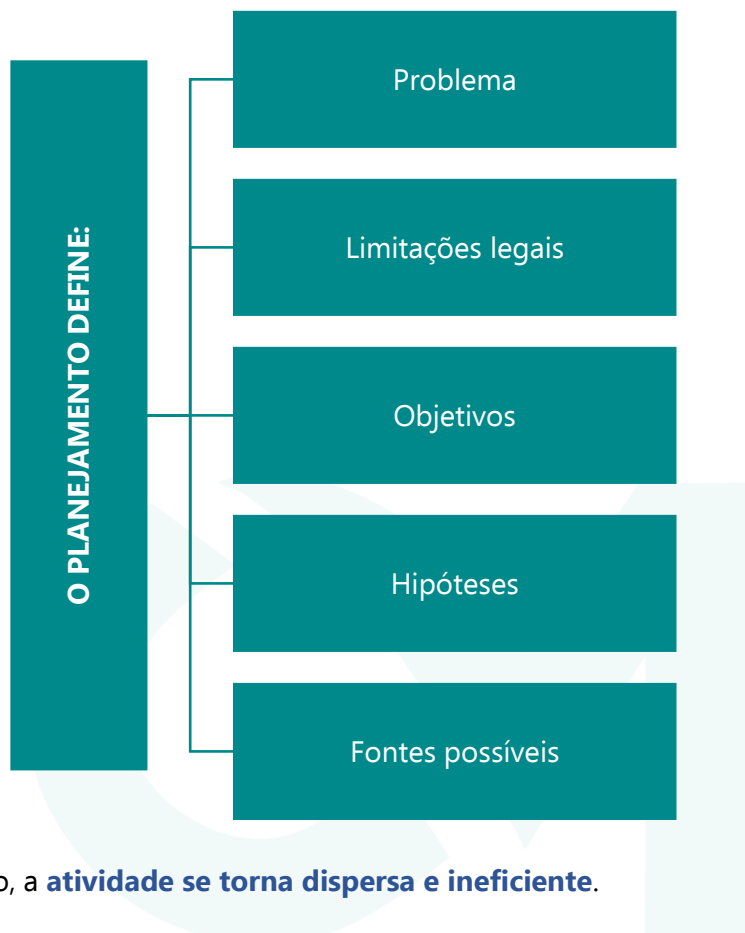 O PLANEJAMENTO DEFINE:
Problema
Limitações legais
Objetivos
Hipóteses
Fontes possíveis
o, a atividade se torna dispersa e ineficiente.